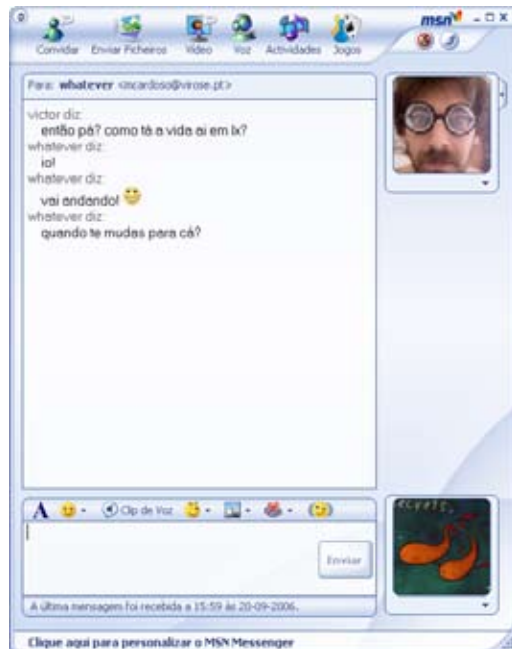 msn
Convidar Enviar Ficheiros Vídeo Voz Actividades Jogos
Para: whatever <mcardoso@virose.pt>
victor diz:
então pá? como tá a vida ai em lx?
whatever diz:
io!
whatever diz:
vai andando!
whatever diz:
quando te mudas para cá?
A Clip de Voz
Enviar
A última mensagem foi recebida a 15:59 às 20-09-2006.
Clique aqui para personalizar o MSN Messenger